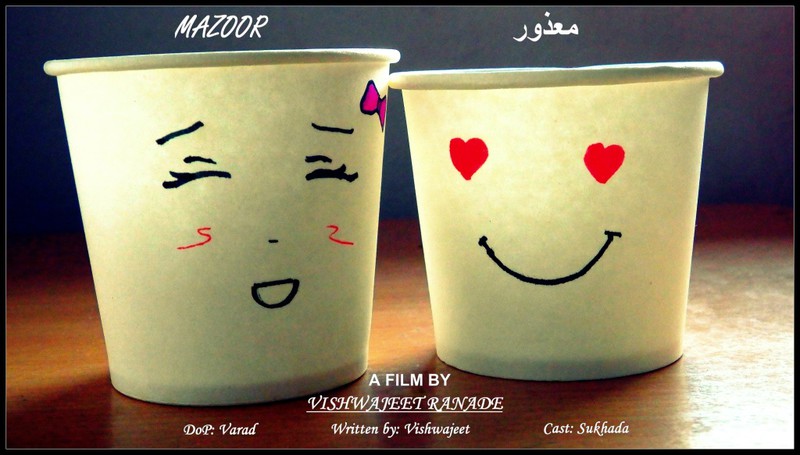 MAZOOR معذور
A FILM BY
VISHWAJEET RANADE
DoP: Varad Written by: Vishwajeet Cast: Sukhada